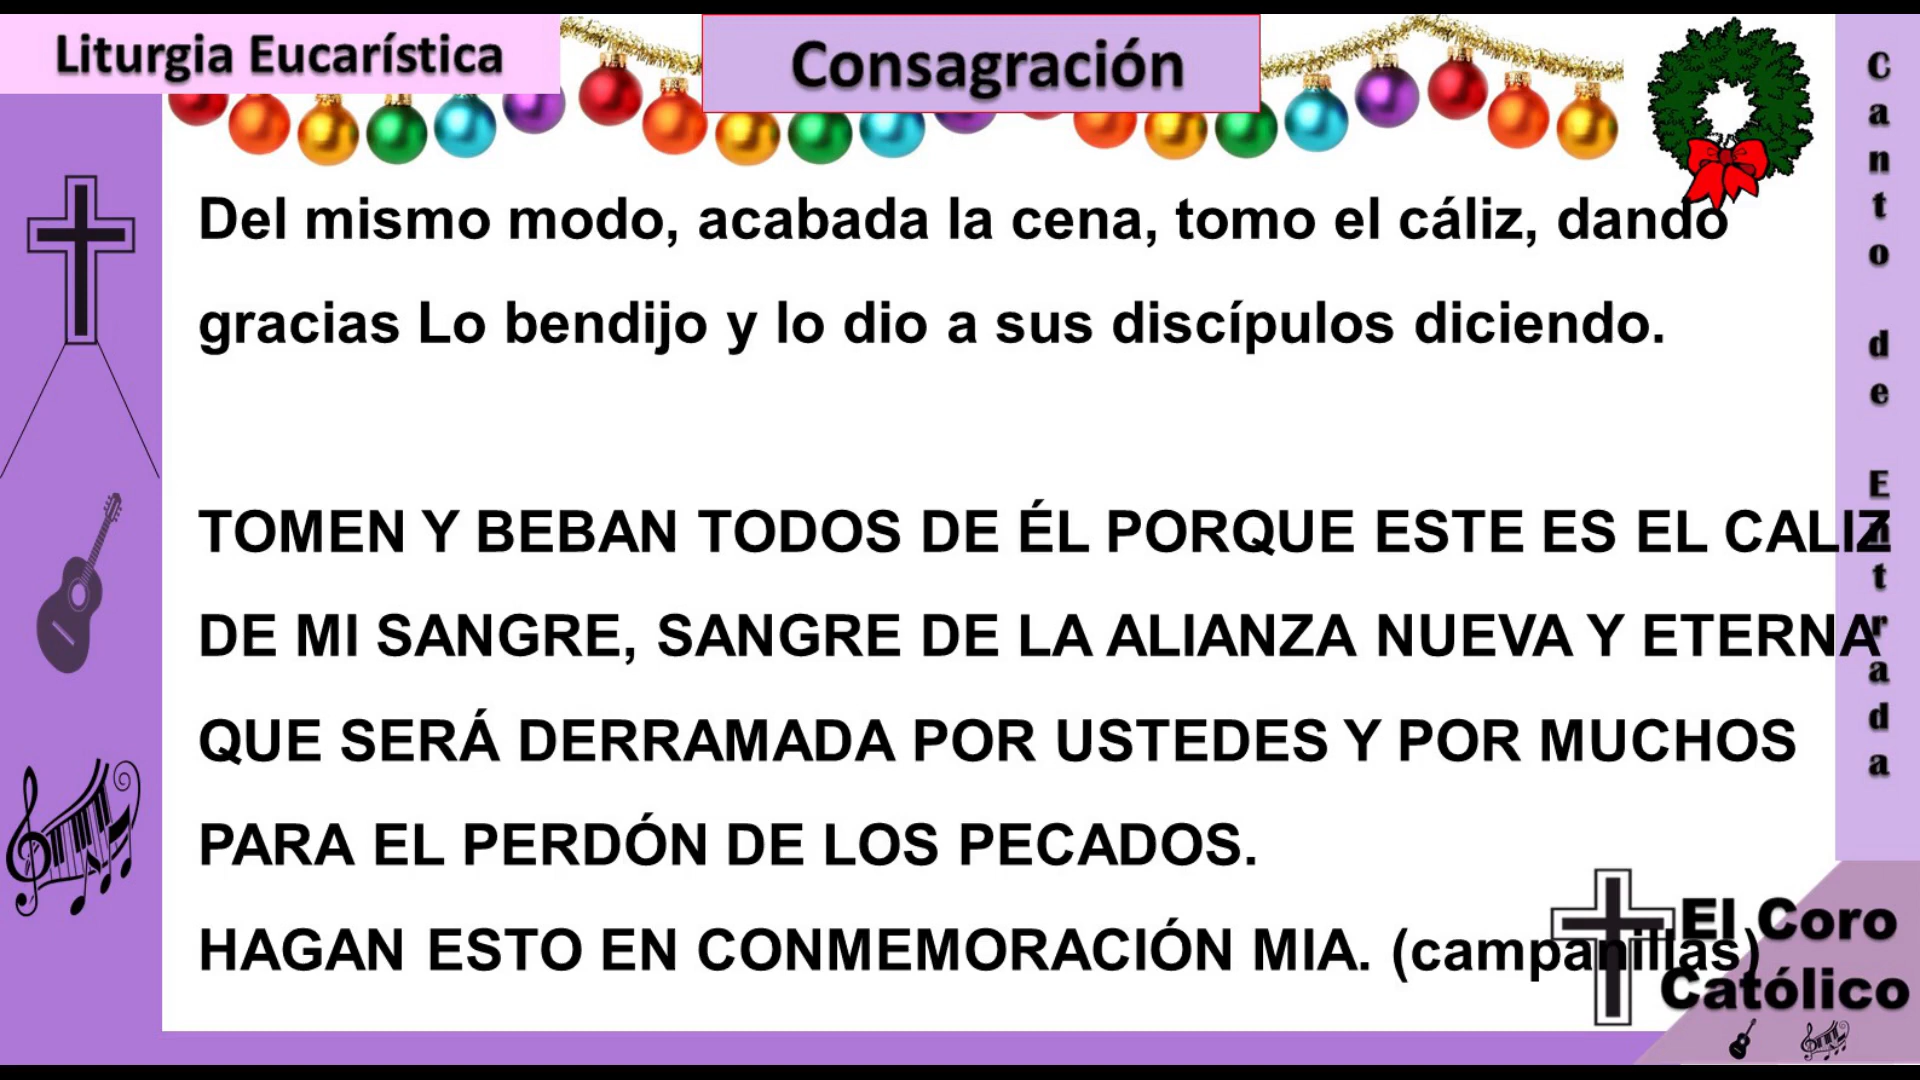 Liturgia Eucarística
Consagración
Del mismo modo, acabada la cena, tomo el cáliz, dando
gracias Lo bendijo y lo dio a sus discípulos diciendo.
TOMEN Y BEBAN TODOS DE ÉL PORQUE ESTE ES EL CALIZ
DE MI SANGRE, SANGRE DE LA ALIANZA NUEVA Y ETERNA
QUE SERÁ DERRAMADA POR USTEDES Y POR MUCHOS
PARA EL PERDÓN DE LOS PECADOS.
HAGAN ESTO EN CONMEMORACIÓN MIA. (campanillas)
Canto de Entrada
El Coro
Católico